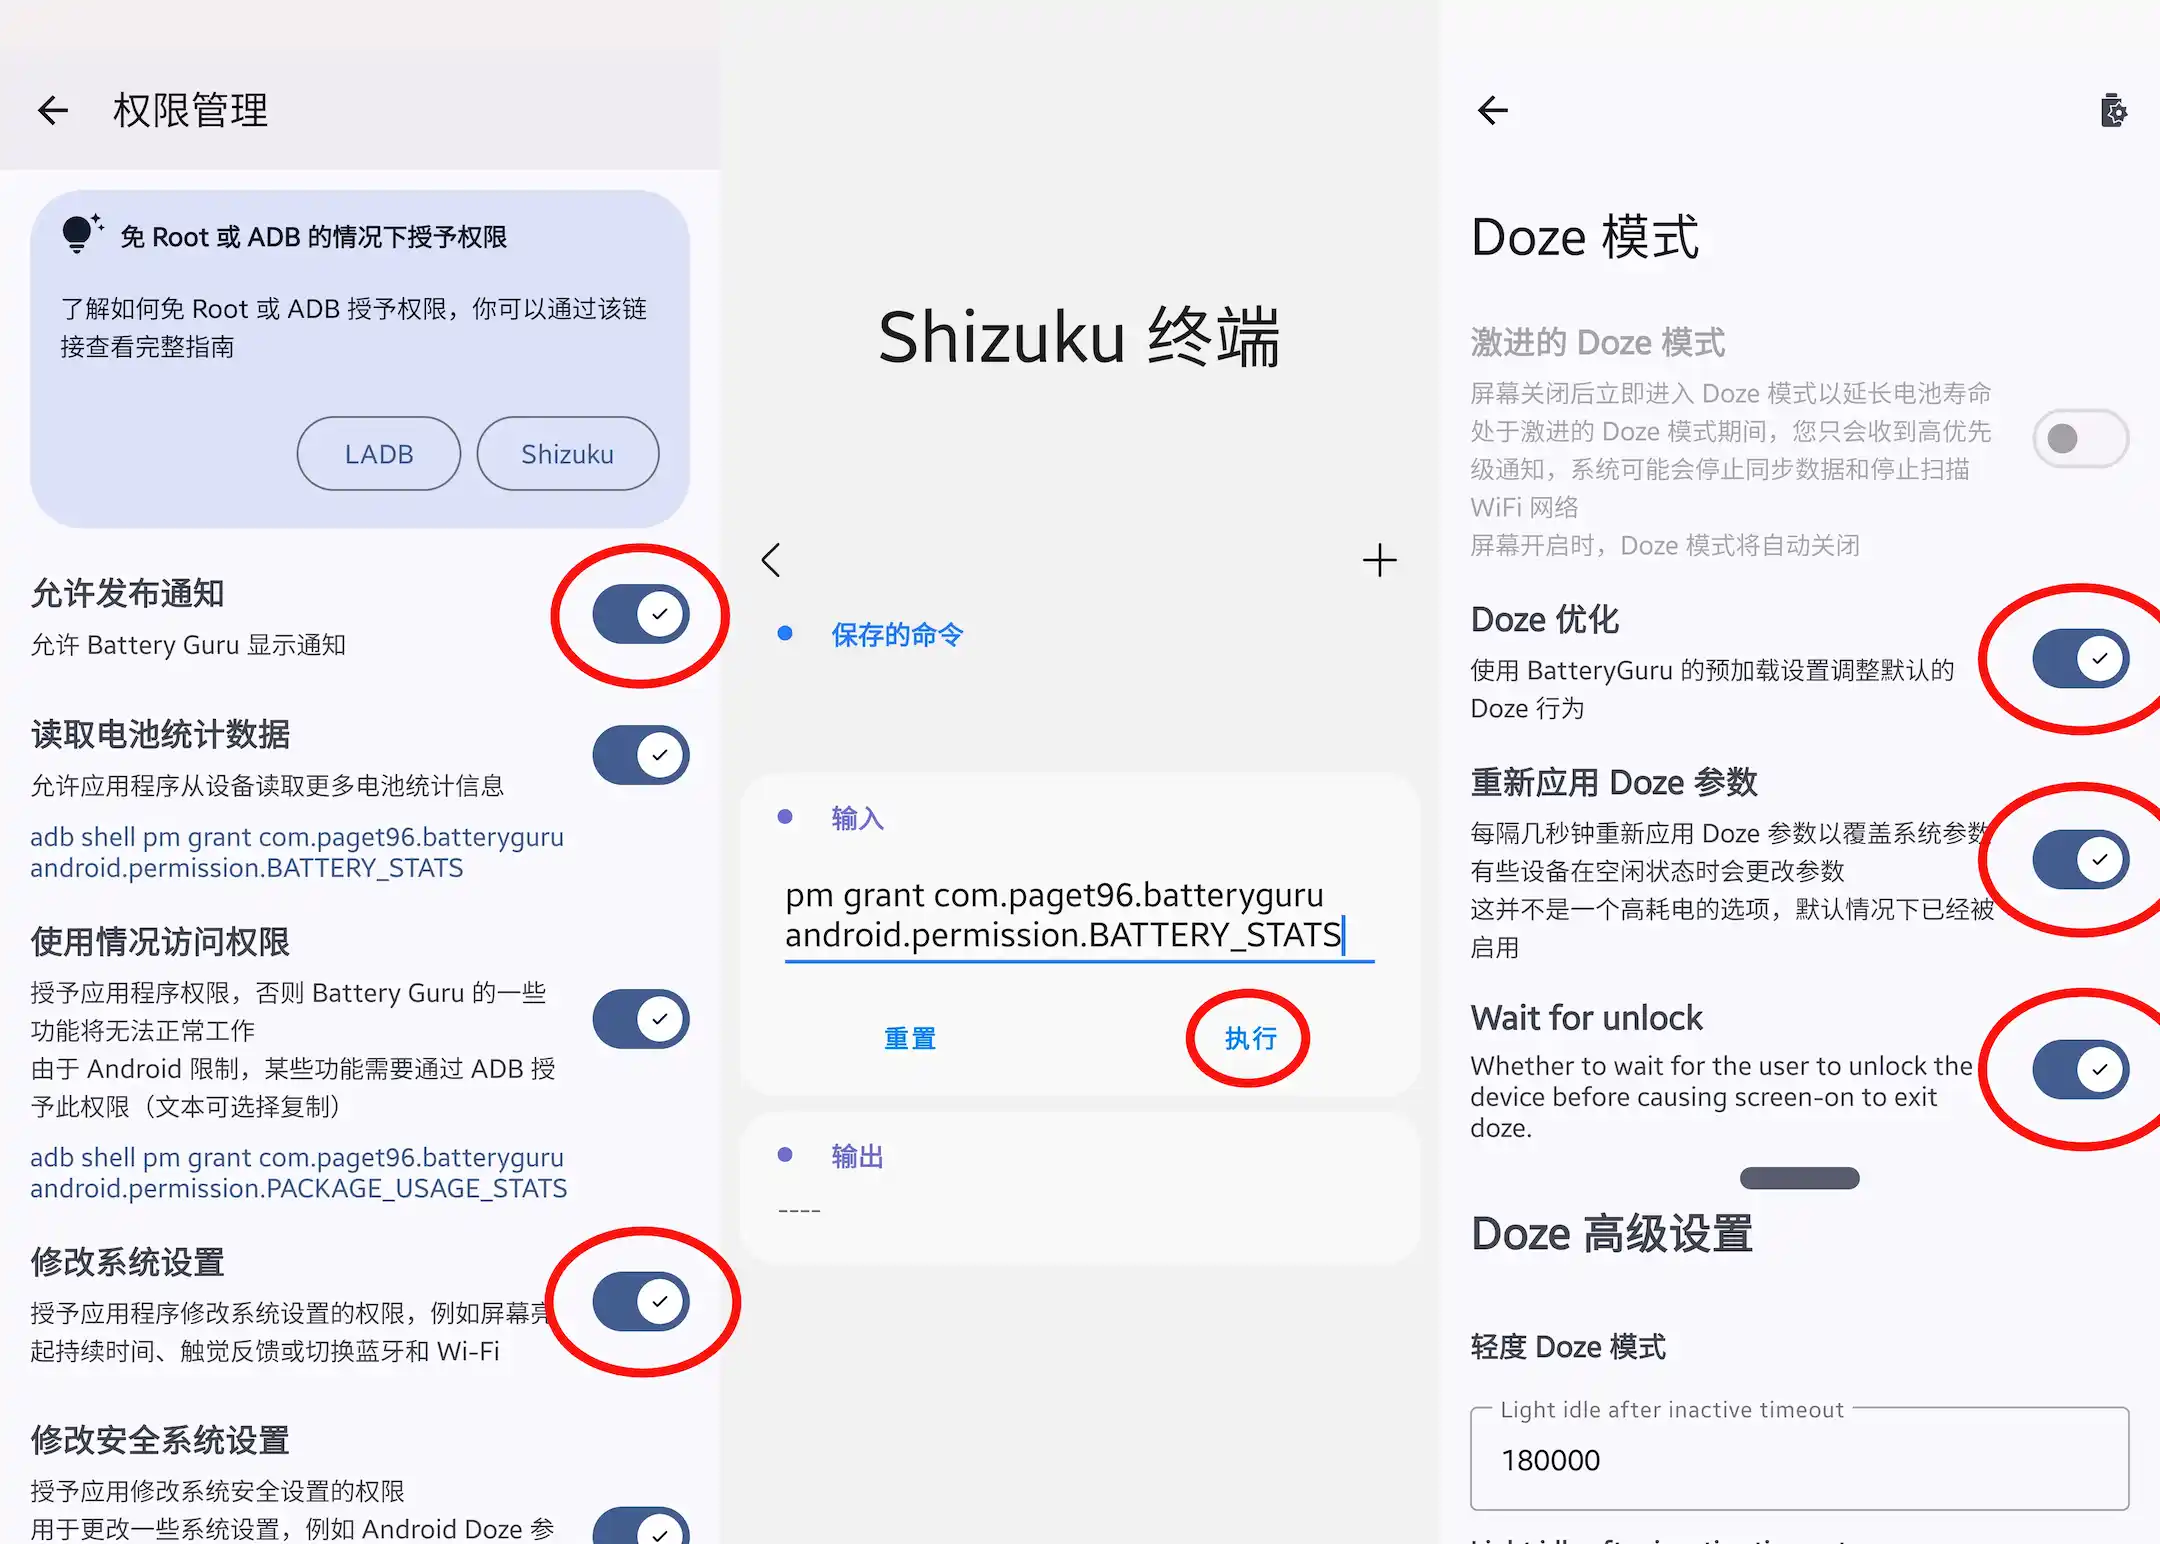 权限管理
免 Root 或 ADB 的情况下授予权限
了解如何免 Root 或 ADB 授予权限，你可以通过该链
接查看完整指南
LADB
Shizuku
允许发布通知
允许 Battery Guru 显示通知
读取电池统计数据
允许应用程序从设备读取更多电池统计信息
adb shell pm grant com.paget96.batteryguru
android.permission.BATTERY_STATS
使用情况访问权限
授予应用程序权限，否则 Battery Guru 的一些
功能将无法正常工作
由于 Android 限制，某些功能需要通过 ADB 授
予此权限（文本可选择复制）
adb shell pm grant com.paget96.batteryguru
android.permission.PACKAGE_USAGE_STATS
修改系统设置
授予应用程序修改系统设置的权限，例如屏幕亮
起持续时间、触觉反馈或切换蓝牙和 Wi-Fi
修改安全系统设置
授予应用修改系统安全设置的权限
用于更改一些系统设置，例如 Android Doze 参
Shizuku 终端
保存的命令
输入
pm grant com.paget96.batteryguru
android.permission.BATTERY_STATS
重置
执行
输出
----
Doze 模式
激进的 Doze 模式
屏幕关闭后立即进入 Doze 模式以延长电池寿命
处于激进的 Doze 模式期间，您只会收到高优先
级通知，系统可能会停止同步数据和停止扫描
WiFi 网络
屏幕开启时，Doze 模式将自动关闭
Doze 优化
使用 BatteryGuru 的预加载设置调整默认的
Doze 行为
重新应用 Doze 参数
每隔几秒钟重新应用 Doze 参数以覆盖系统参数
有些设备在空闲状态时会更改参数
这并不是一个高耗电的选项，默认情况下已经被
启用
Wait for unlock
Whether to wait for the user to unlock the
device before causing screen-on to exit
doze.
Doze 高级设置
轻度 Doze 模式
Light idle after inactive timeout
180000